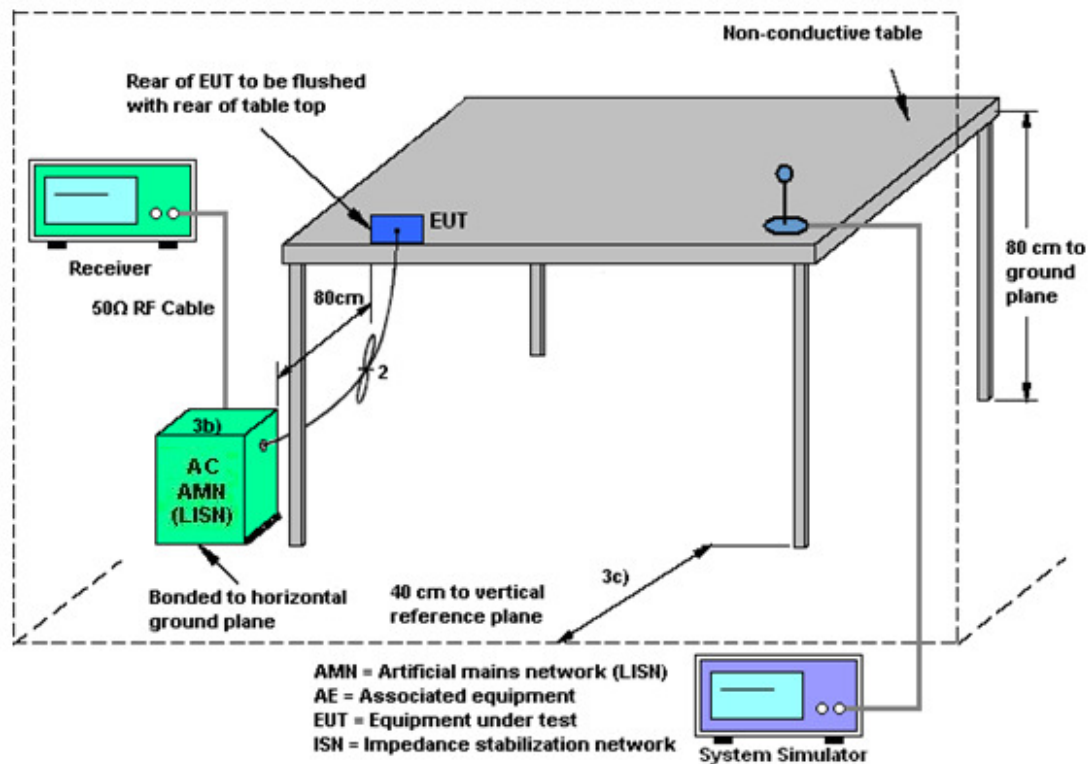 Non-conductive table
Rear of EUT to be flushed
with rear of table top
EUT
Receiver
50Ω RF Cable
80cm
80 cm to
ground
plane
2
3b)
AC
AMN
(LISN)
Bonded to horizontal
ground plane
40 cm to vertical
reference plane
3c)
AMN = Artificial mains network (LISN)
AE = Associated equipment
EUT = Equipment under test
ISN = Impedance stabilization network
System Simulator